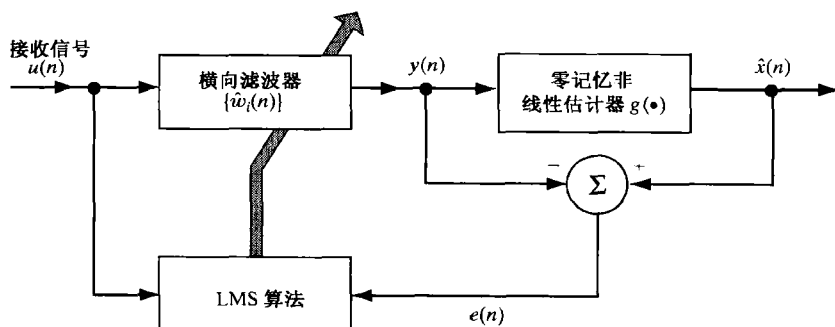 接收信号
u(n)
横向滤波器
{ŵᵢ(n)}
y(n)
零记忆非
线性估计器 g(•)
x̂(n)
− +
Σ
LMS 算法
e(n)